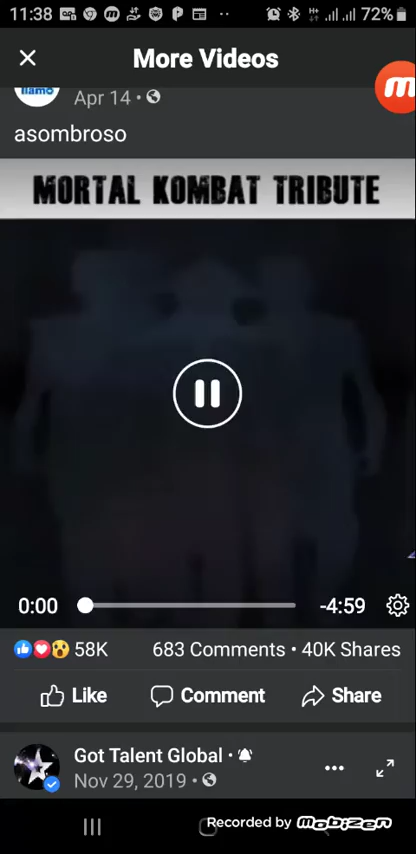 11:38
H+
72%
More Videos
llamo
Apr 14 •
m
asombroso
MORTAL KOMBAT TRIBUTE
0:00
-4:59
58K
683 Comments • 40K Shares
Like
Comment
Share
Got Talent Global •
Nov 29, 2019 •
Recorded by mobizen